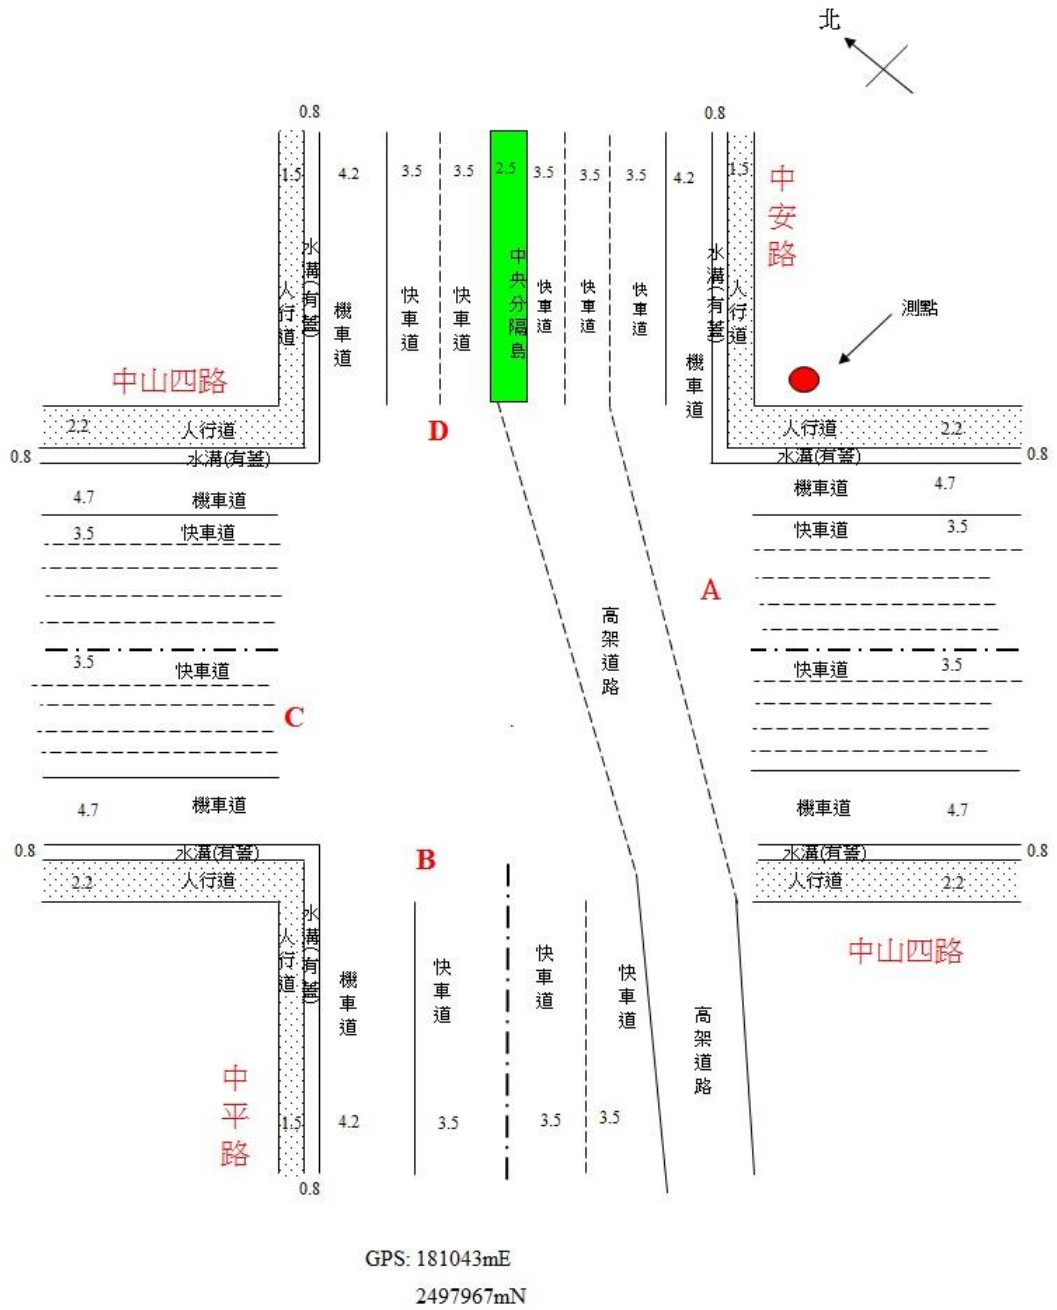 北
0.8
0.8
1.5
4.2
3.5
3.5
2.5
3.5
3.5
3.5
4.2
1.5
中安路
水溝(有蓋)
人行道
機車道
快車道
快車道
中央分隔島
快車道
快車道
快車道
機車道
水溝(有蓋)
人行道
測點
中山四路
2.2
人行道
D
人行道
2.2
0.8
水溝(有蓋)
水溝(有蓋)
0.8
4.7
機車道
機車道
4.7
3.5
快車道
快車道
3.5
A
高架道路
3.5
快車道
快車道
3.5
C
4.7
機車道
機車道
4.7
0.8
水溝(有蓋)
B
水溝(有蓋)
0.8
2.2
人行道
人行道
2.2
中山四路
人行道
水溝(有蓋)
機車道
快車道
快車道
快車道
高架道路
中平路
1.5
4.2
3.5
3.5
3.5
0.8
GPS: 181043mE
2497967mN